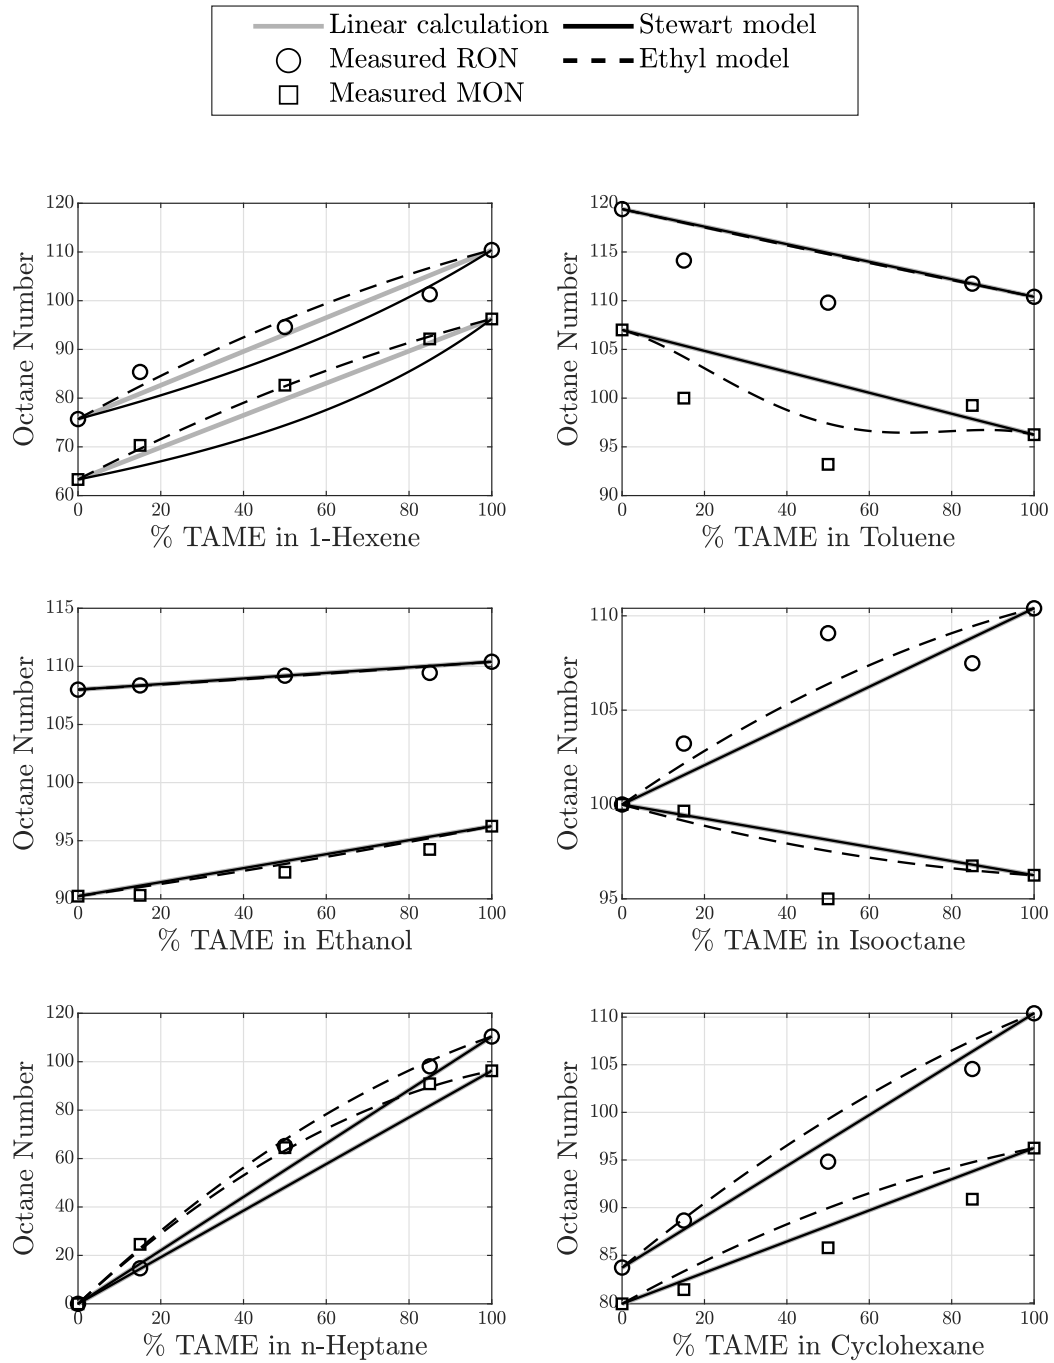 Linear calculation
Stewart model
Measured RON
Ethyl model
Measured MON
120
110
100
90
80
70
60
0 20 40 60 80 100
Octane Number
% TAME in 1-Hexene
120
115
110
105
100
95
90
0 20 40 60 80 100
Octane Number
% TAME in Toluene
115
110
105
100
95
90
0 20 40 60 80 100
Octane Number
% TAME in Ethanol
110
105
100
95
0 20 40 60 80 100
Octane Number
% TAME in Isooctane
120
100
80
60
40
20
0
0 20 40 60 80 100
Octane Number
% TAME in n-Heptane
110
105
100
95
90
85
80
0 20 40 60 80 100
Octane Number
% TAME in Cyclohexane